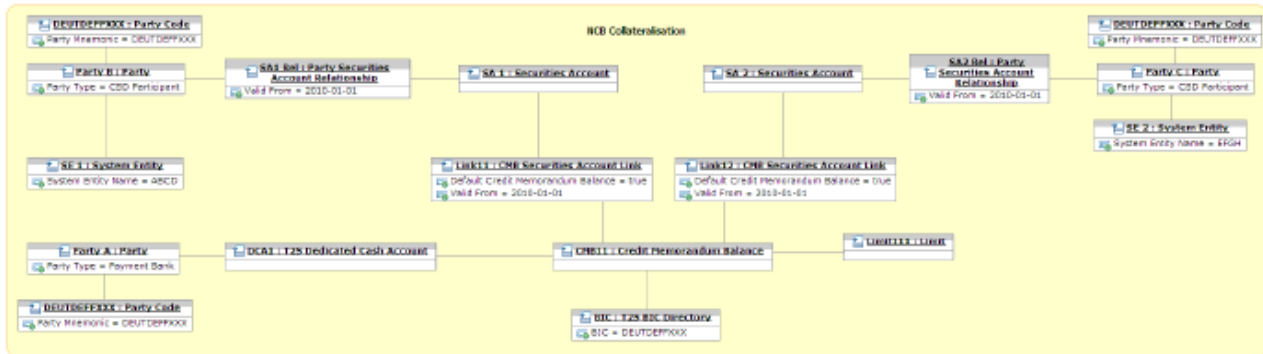 NCB Collateralisation
DEUTDEFFXXX : Party Code
Party Mnemonic = DEUTDEFFXXX
Party B : Party
Party Type = CSD Participant
SA1 Rel : Party Securities
Account Relationship
Valid From = 2010-01-01
SA 1 : Securities Account
SA 2 : Securities Account
SA2 Rel : Party
Securities Account
Relationship
Valid From = 2010-01-01
DEUTDEFFXXX : Party Code
Party Mnemonic = DEUTDEFFXXX
Party C : Party
Party Type = CSD Participant
SE 2 : System Entity
System Entity Name = EFGH
SE 1 : System Entity
System Entity Name = ABCD
Link11 : CMB Securities Account Link
Default Credit Memorandum Balance = true
Valid From = 2010-01-01
Link12 : CMB Securities Account Link
Default Credit Memorandum Balance = true
Valid From = 2010-01-01
Party A : Party
Party Type = Payment Bank
DCA1 : T2S Dedicated Cash Account
CMB11 : Credit Memorandum Balance
Limit111 : Limit
DEUTDEFFXXX : Party Code
Party Mnemonic = DEUTDEFFXXX
BIC : T2S BIC Directory
BIC = DEUTDEFFXXX